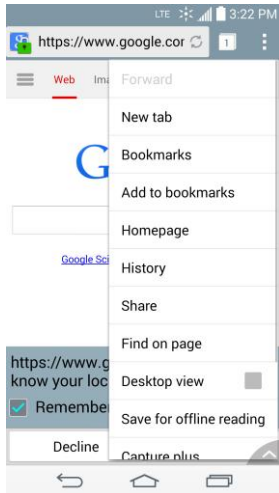 LTE 3:22 PM
https://www.google.cor 1
Web Ima
Forward
New tab
Bookmarks
Add to bookmarks
Homepage
History
Share
Find on page
Desktop view
Save for offline reading
Capture plus
G
Google Sci
https://www.g
know your loc
Remembe
Decline